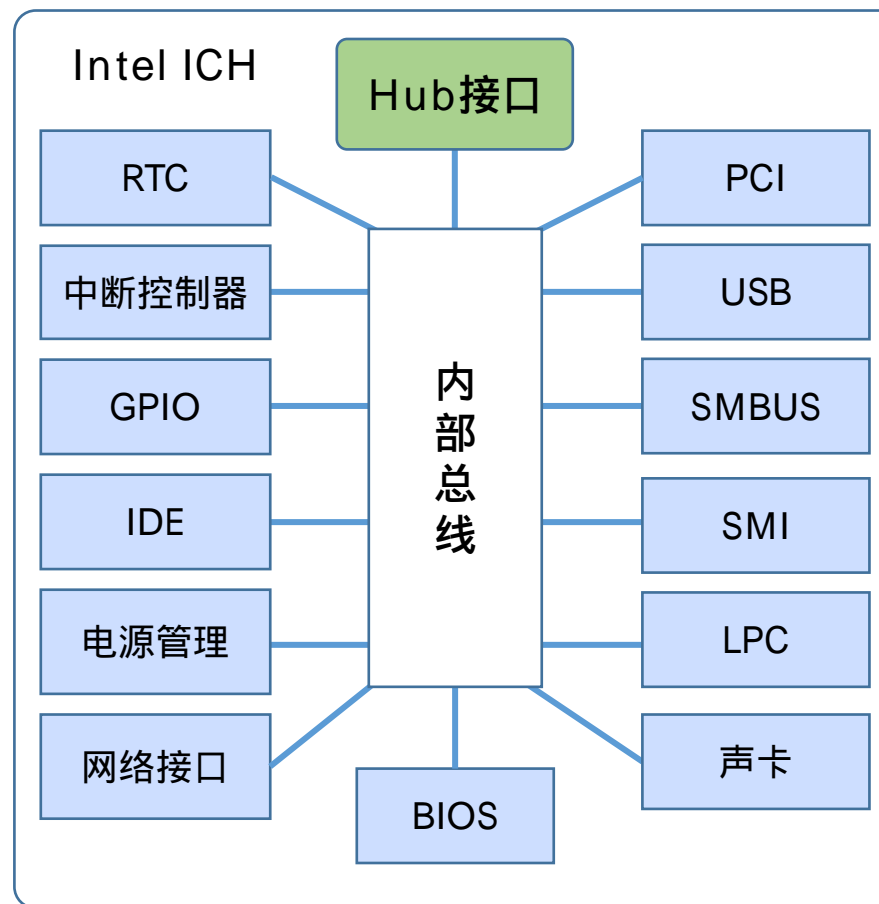 Intel ICH
Hub接口
RTC
PCI
中断控制器
USB
GPIO
内部总线
SMBUS
IDE
SMI
电源管理
LPC
网络接口
声卡
BIOS